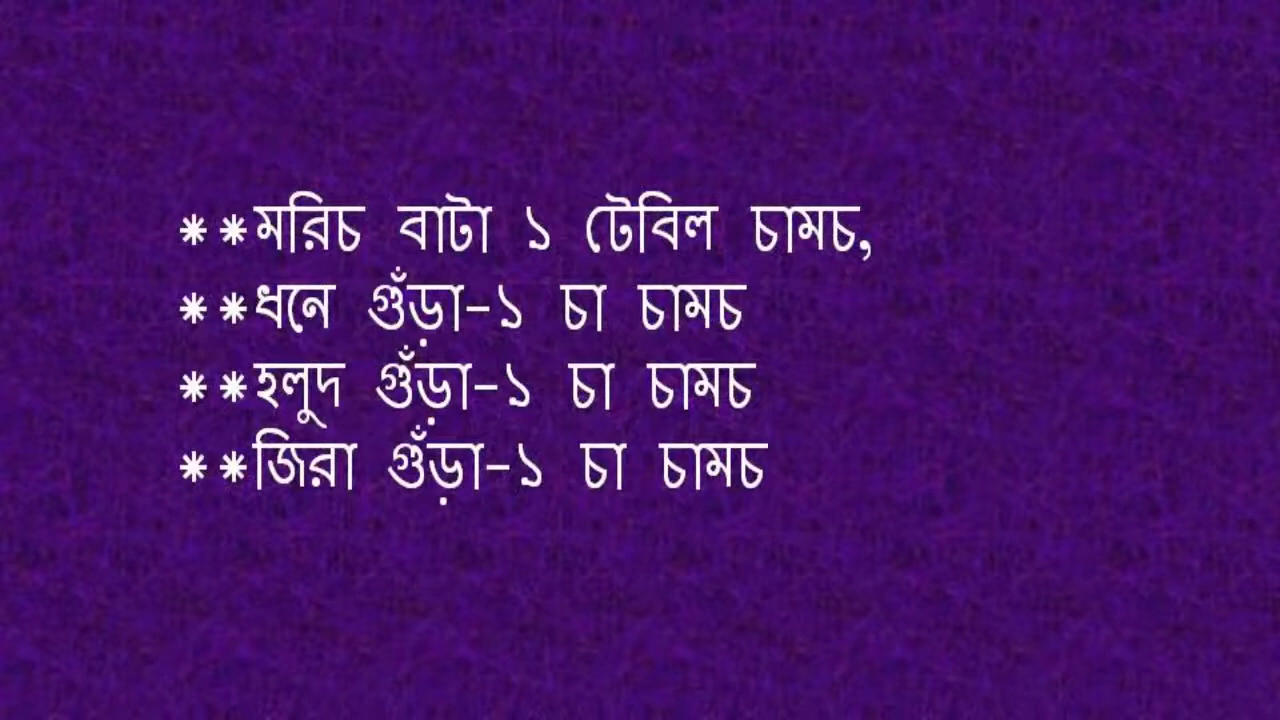 **মরিচ বাটা ১ টেবিল চামচ,
**ধনে গুঁড়া-১ চা চামচ
**হলুদ গুঁড়া-১ চা চামচ
**জিরা গুঁড়া-১ চা চামচ